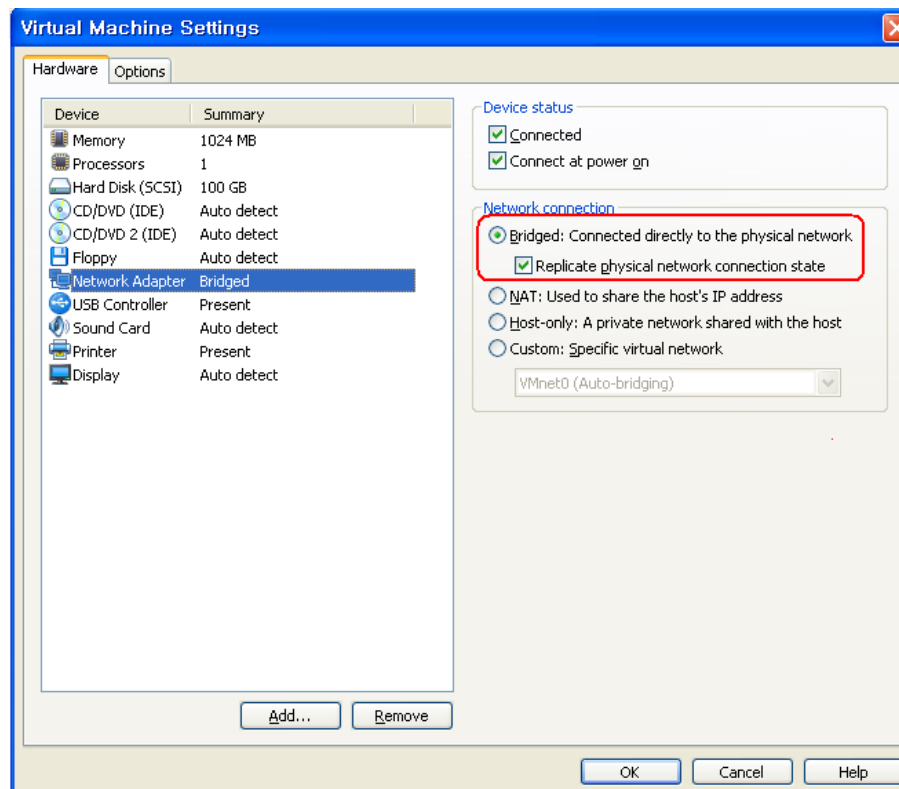 Virtual Machine Settings
Hardware Options
Device Summary
Memory 1024 MB
Processors 1
Hard Disk (SCSI) 100 GB
CD/DVD (IDE) Auto detect
CD/DVD 2 (IDE) Auto detect
Floppy Auto detect
Network Adapter Bridged
USB Controller Present
Sound Card Auto detect
Printer Present
Display Auto detect
Add... Remove
Device status
Connected
Connect at power on
Network connection
Bridged: Connected directly to the physical network
Replicate physical network connection state
NAT: Used to share the host's IP address
Host-only: A private network shared with the host
Custom: Specific virtual network
VMnet0 (Auto-bridging)
OK Cancel Help